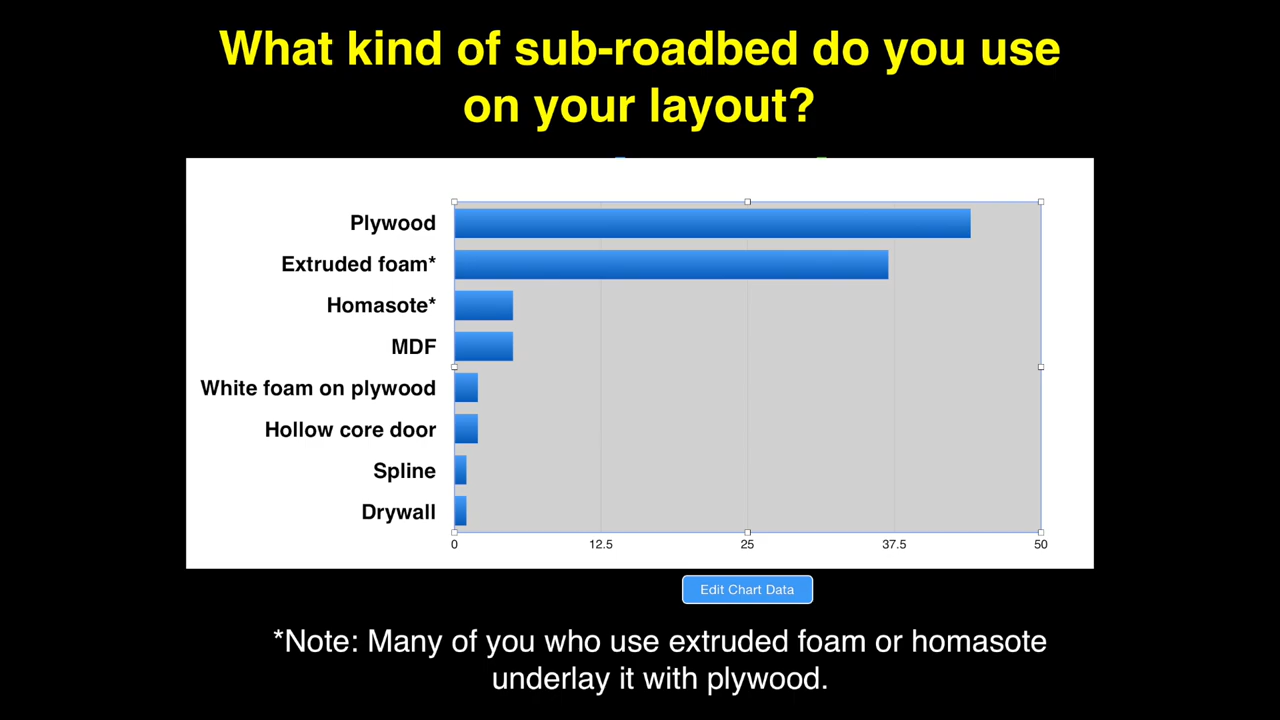 What kind of sub-roadbed do you use
on your layout?
Plywood
Extruded foam*
Homasote*
MDF
White foam on plywood
Hollow core door
Spline
Drywall
0 12.5 25 37.5 50
Edit Chart Data
*Note: Many of you who use extruded foam or homasote
underlay it with plywood.